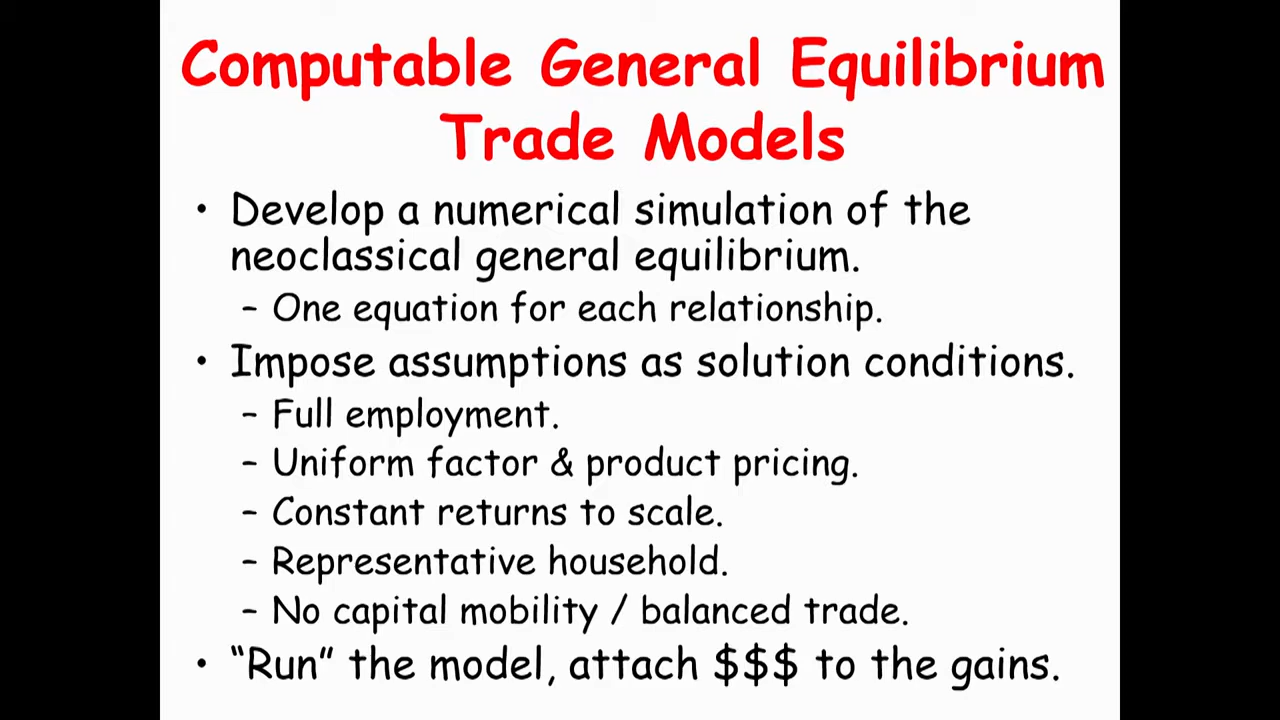 Computable General Equilibrium
Trade Models
• Develop a numerical simulation of the
neoclassical general equilibrium.
– One equation for each relationship.
• Impose assumptions as solution conditions.
– Full employment.
– Uniform factor & product pricing.
– Constant returns to scale.
– Representative household.
– No capital mobility / balanced trade.
• “Run” the model, attach $$$ to the gains.